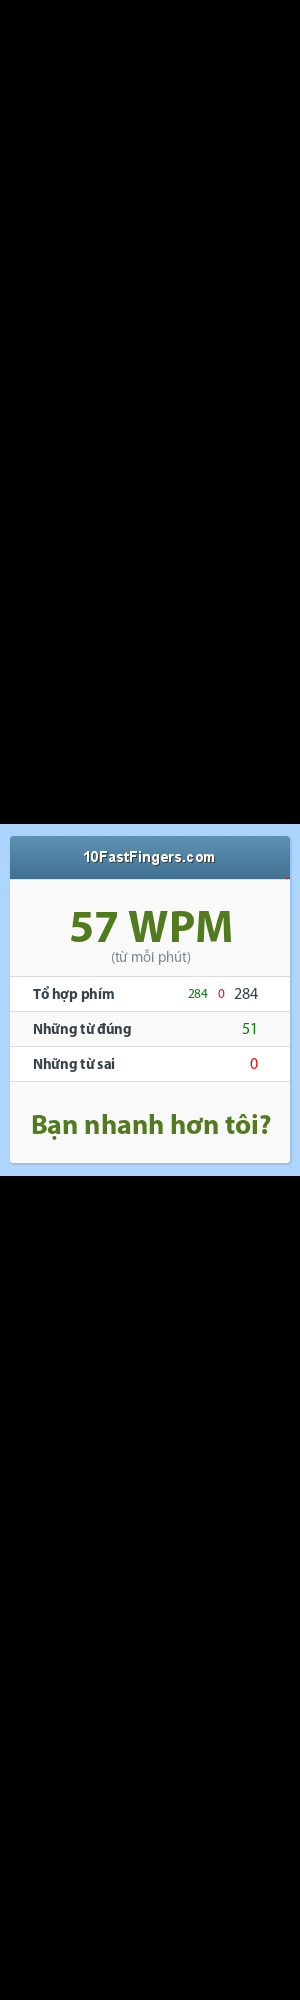 10FastFingers.com
57 WPM
(từ mỗi phút)
Tổ hợp phím 284 0 284
Những từ đúng 51
Những từ sai 0
Bạn nhanh hơn tôi?